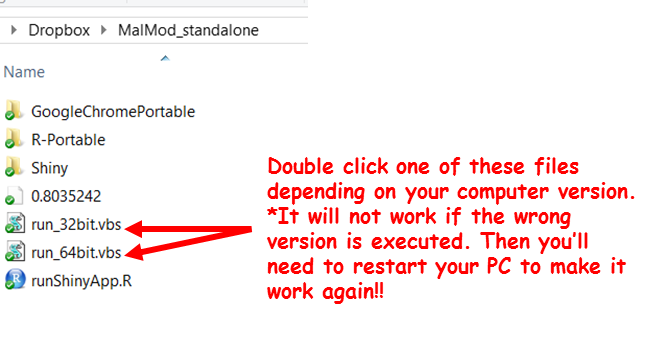 Dropbox MalMod_standalone
Name
GoogleChromePortable
R-Portable
Shiny
0.8035242
run_32bit.vbs
run_64bit.vbs
runShinyApp.R
Double click one of these files
depending on your computer version.
*It will not work if the wrong
version is executed. Then you'll
need to restart your PC to make it
work again!!